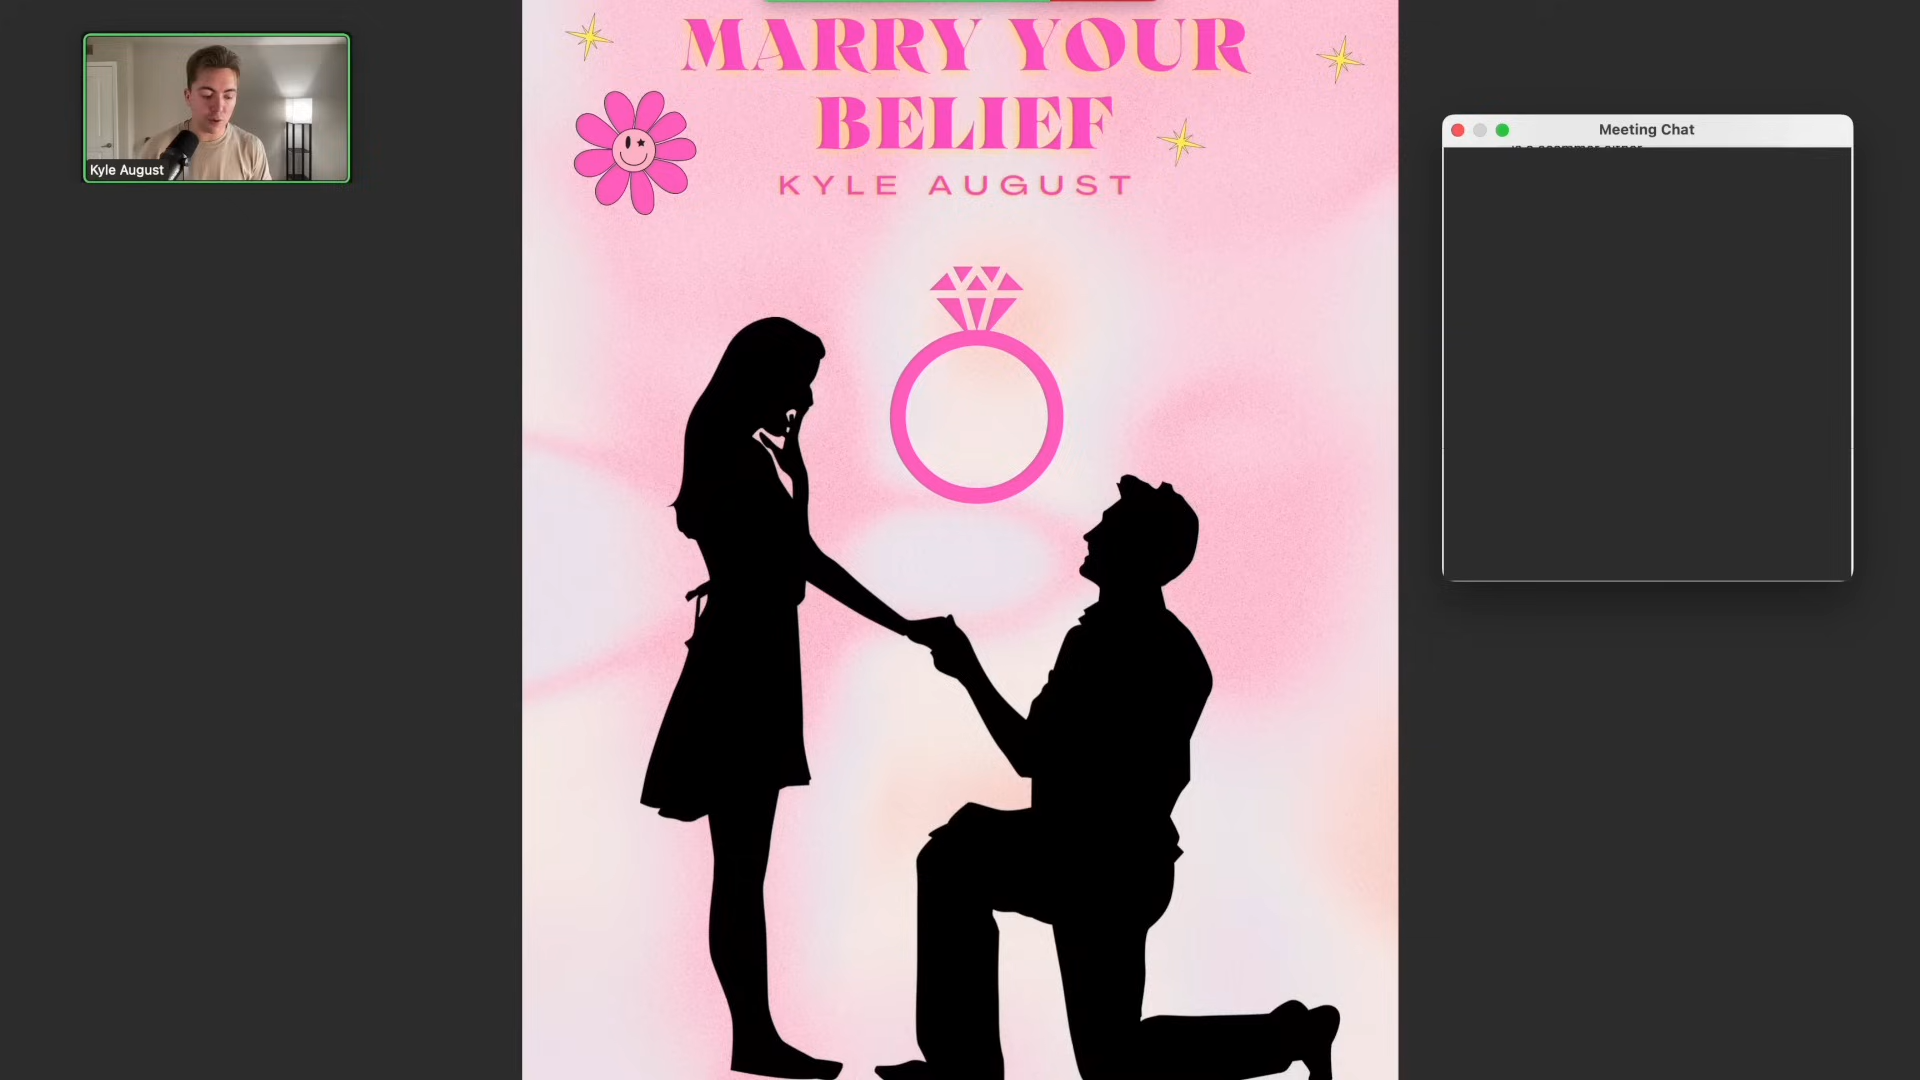 MARRY YOUR
BELIEF
KYLE AUGUST
Kyle August
Meeting Chat